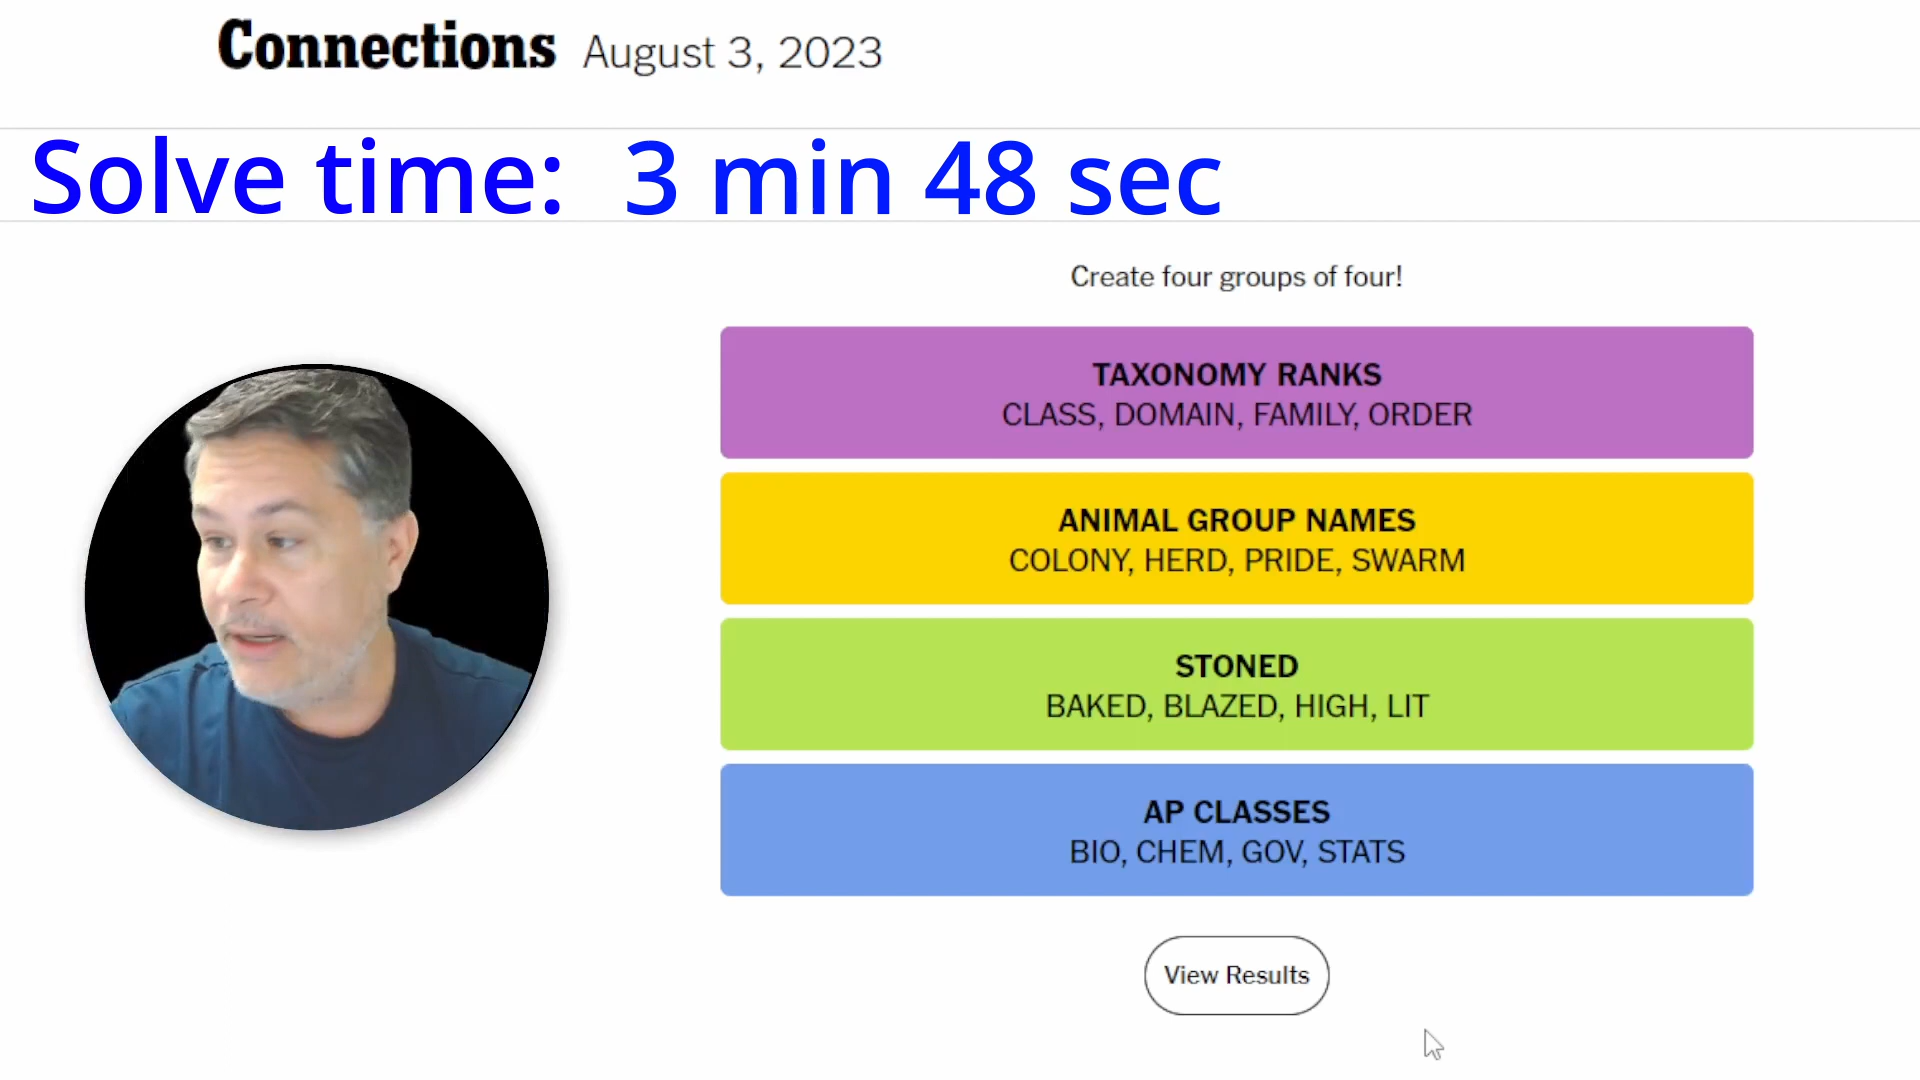 Connections August 3, 2023
Solve time: 3 min 48 sec
Create four groups of four!
TAXONOMY RANKS
CLASS, DOMAIN, FAMILY, ORDER
ANIMAL GROUP NAMES
COLONY, HERD, PRIDE, SWARM
STONED
BAKED, BLAZED, HIGH, LIT
AP CLASSES
BIO, CHEM, GOV, STATS
View Results